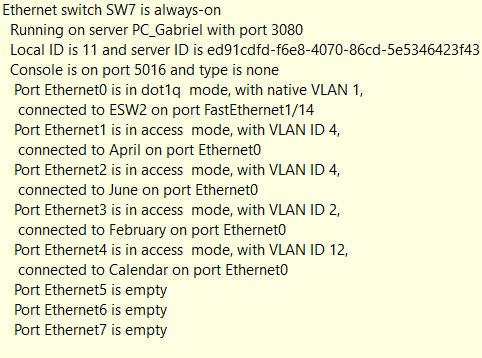 Ethernet switch SW7 is always-on
Running on server PC_Gabriel with port 3080
Local ID is 11 and server ID is ed91cdfd-f6e8-4070-86cd-5e5346423f43
Console is on port 5016 and type is none
Port Ethernet0 is in dot1q  mode, with native VLAN 1,
connected to ESW2 on port FastEthernet1/14
Port Ethernet1 is in access  mode, with VLAN ID 4,
connected to April on port Ethernet0
Port Ethernet2 is in access  mode, with VLAN ID 4,
connected to June on port Ethernet0
Port Ethernet3 is in access  mode, with VLAN ID 2,
connected to February on port Ethernet0
Port Ethernet4 is in access  mode, with VLAN ID 12,
connected to Calendar on port Ethernet0
Port Ethernet5 is empty
Port Ethernet6 is empty
Port Ethernet7 is empty